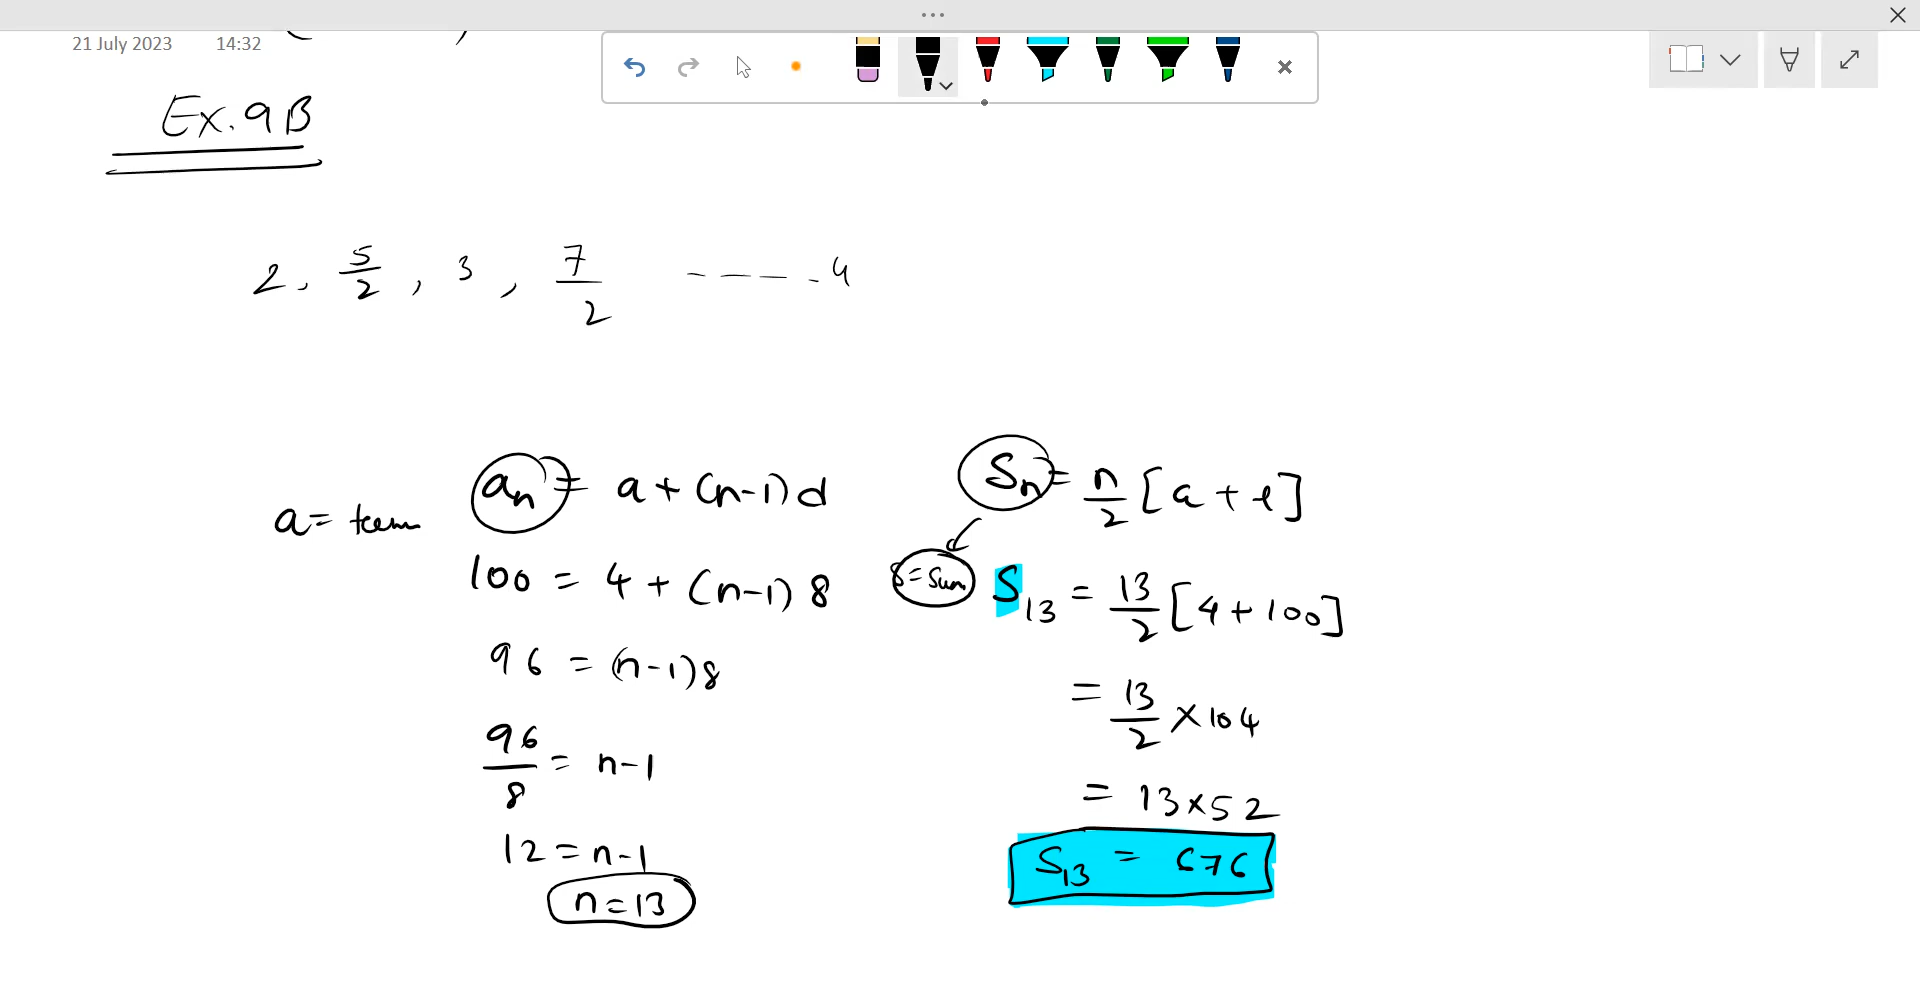 21 July 2023 14:32
Ex. 9B
2, 5/2, 3, 7/2 ---- . 4
a = term
an = a + (n-1)d
100 = 4 + (n-1) 8
96 = (n-1)8
96/8 = n-1
12 = n-1
n = 13
Sn = n/2 [a + l]
S = Sum
S13 = 13/2 [4 + 100]
= 13/2 × 104
= 13 × 52
S13 = 676